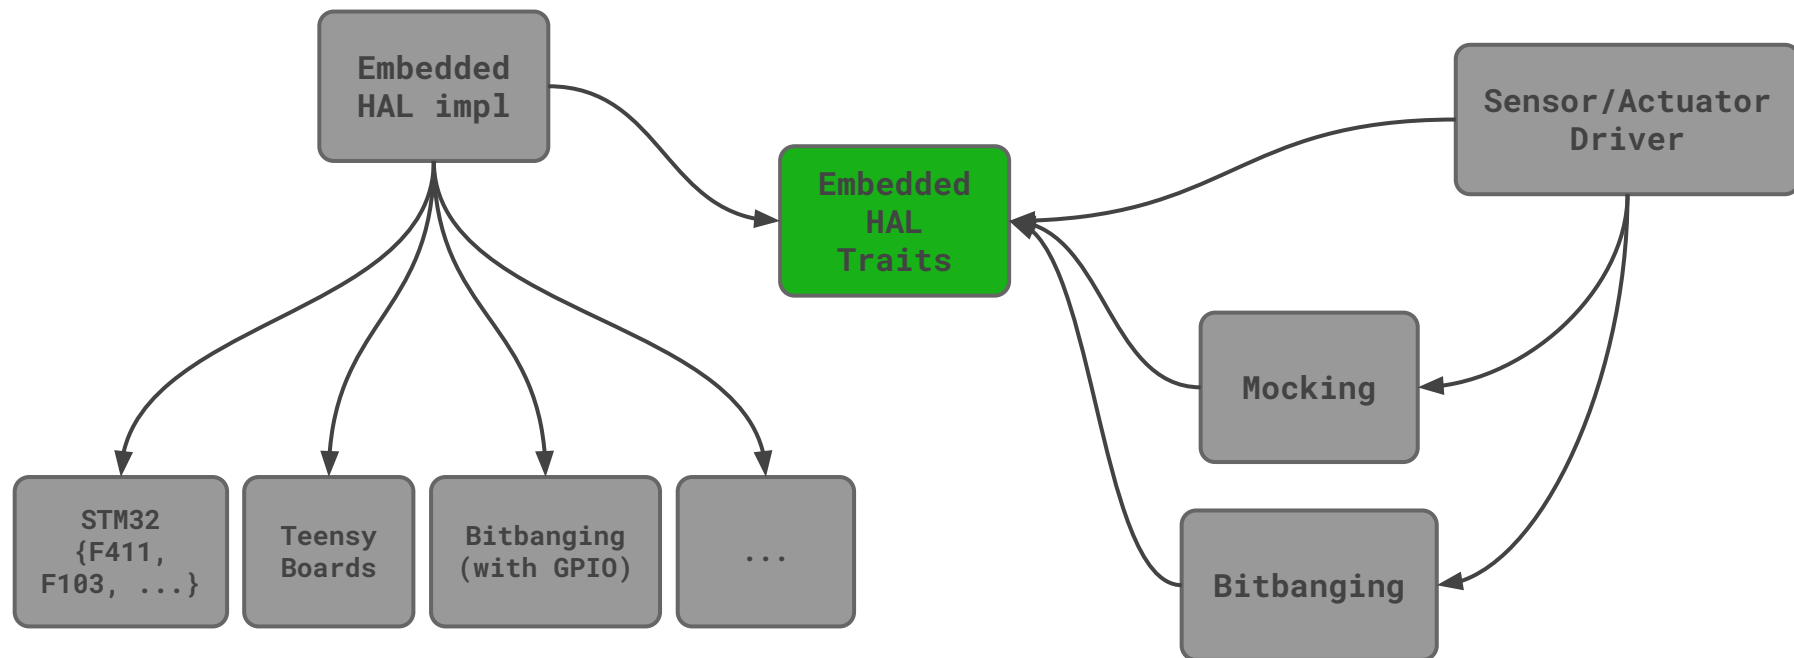 Embedded
HAL impl
Sensor/Actuator
Driver
Embedded
HAL
Traits
Mocking
STM32
{F411,
F103, ...}
Teensy
Boards
Bitbanging
(with GPIO)
...
Bitbanging